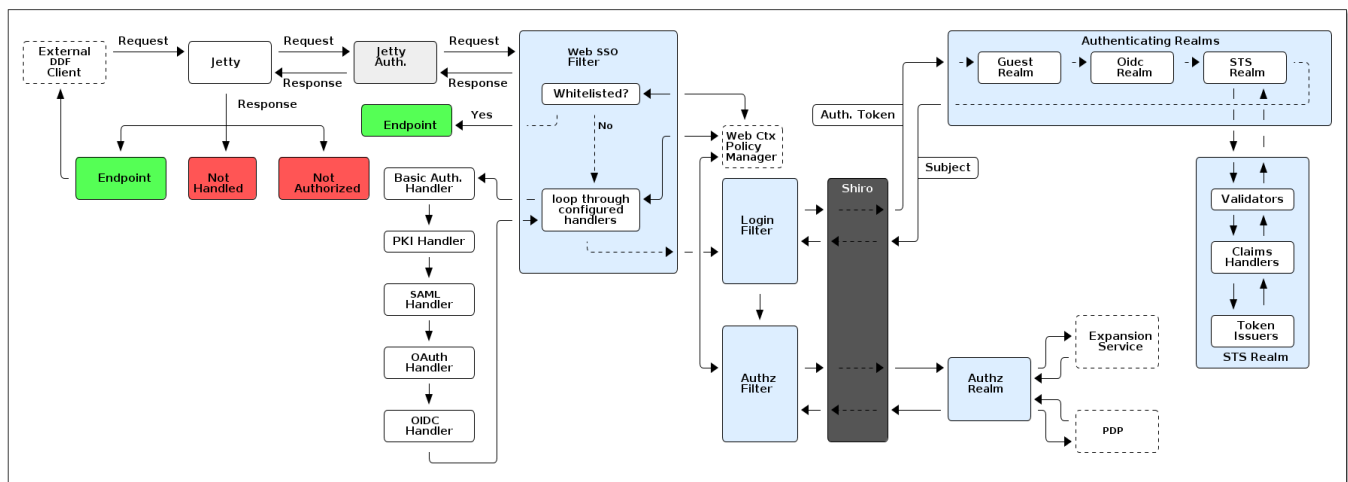 External
DDF
Client
Request
Jetty
Request
Response
Jetty
Auth.
Request
Response
Response
Endpoint
Not
Handled
Not
Authorized
Web SSO
Filter
Whitelisted?
Yes
Endpoint
No
loop through
configured
handlers
Basic Auth.
Handler
PKI Handler
SAML
Handler
OAuth
Handler
OIDC
Handler
Web Ctx
Policy
Manager
Login
Filter
Authz
Filter
Shiro
Auth. Token
Subject
Authenticating Realms
Guest
Realm
Oidc
Realm
STS
Realm
Validators
Claims
Handlers
Token
Issuers
STS Realm
Authz
Realm
Expansion
Service
PDP